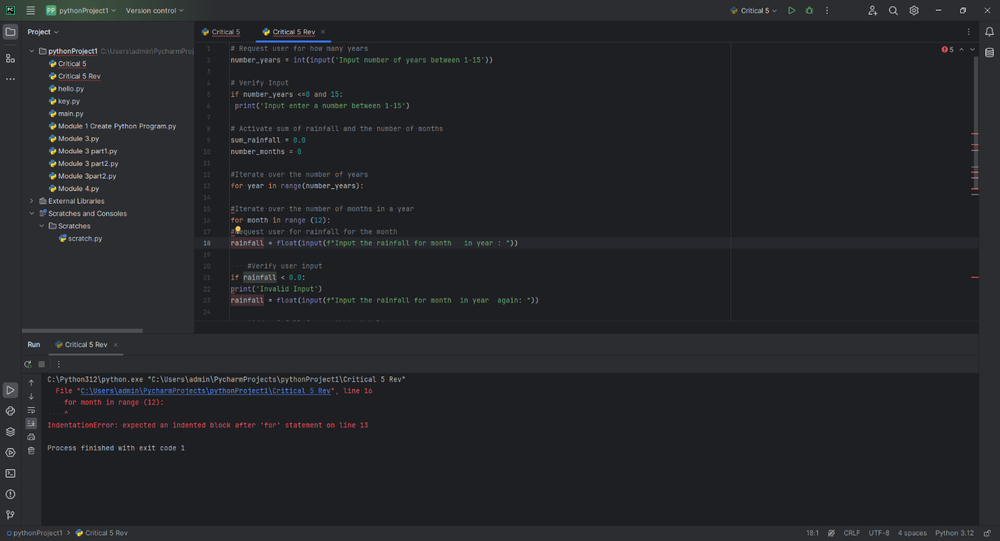 PC
PP pythonProject1
Version control
Critical 5
Project
pythonProject1 C:\Users\admin\PycharmProj
Critical 5
Critical 5 Rev
hello.py
key.py
main.py
Module 1 Create Python Program.py
Module 3.py
Module 3 part1.py
Module 3 part2.py
Module 3part2.py
Module 4.py
External Libraries
Scratches and Consoles
Scratches
scratch.py
Critical 5
Critical 5 Rev
5
1 # Request user for how many years
2 number_years = int(input('Input number of years between 1-15'))
3
4 # Verify Input
5 if number_years <=0 and 15:
6  print('Input enter a number between 1-15')
7
8 # Activate sum of rainfall and the number of months
9 sum_rainfall = 0.0
10 number_months = 0
11
12 #Iterate over the number of years
13 for year in range(number_years):
14
15 #Iterate over the number of months in a year
16 for month in range (12):
17 #Request user for rainfall for the month
18 rainfall = float(input(f"Input the rainfall for month   in year : "))
19
20     #Verify user input
21 if rainfall < 0.0:
22 print('Invalid Input')
23 rainfall = float(input(f"Input the rainfall for month  in year  again: "))
24
Run
Critical 5 Rev
C:\Python312\python.exe "C:\Users\admin\PycharmProjects\pythonProject1\Critical 5 Rev"
  File "C:\Users\admin\PycharmProjects\pythonProject1\Critical 5 Rev", line 16
    for month in range (12):
    ^
IndentationError: expected an indented block after 'for' statement on line 13
Process finished with exit code 1
pythonProject1 > Critical 5 Rev
18:1 CRLF UTF-8 4 spaces Python 3.12